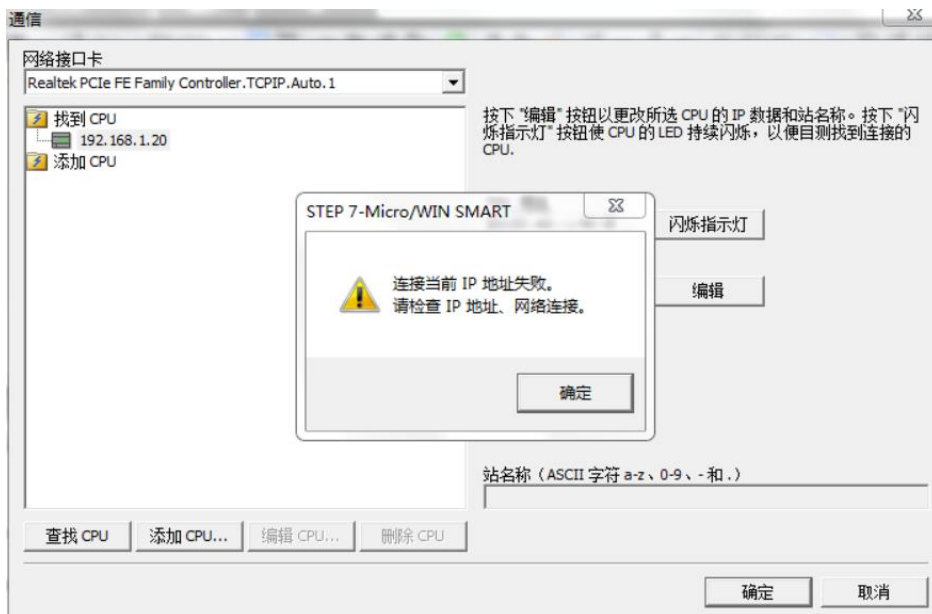 通信
网络接口卡
Realtek PCIe FE Family Controller.TCPIP.Auto.1
找到 CPU
192.168.1.20
添加 CPU
按下 "编辑" 按钮以更改所选 CPU 的 IP 数据和站名称。按下 "闪
烁指示灯" 按钮使 CPU 的 LED 持续闪烁，以便目测找到连接的
CPU.
STEP 7-Micro/WIN SMART
闪烁指示灯
连接当前 IP 地址失败。
请检查 IP 地址、网络连接。
编辑
确定
站名称（ASCII 字符 a-z、0-9、- 和 .）
查找 CPU
添加 CPU...
编辑 CPU...
删除 CPU
确定
取消